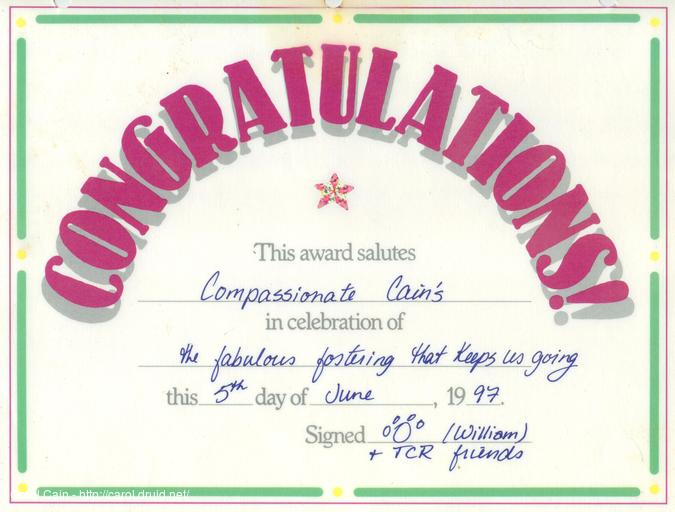 CONGRATULATIONS!
This award salutes
Compassionate Cain's
in celebration of
the fabulous fostering that keeps us going
this 5th day of June, 1997.
Signed (William)
+ TCR friends
Cain - http://carol.druid.net/